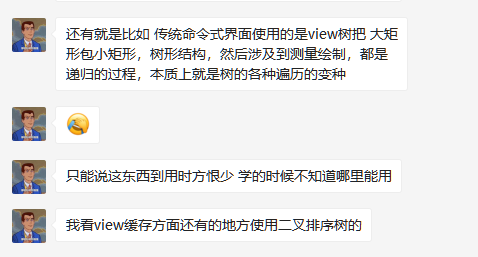 还有就是比如 传统命令式界面使用的是view树把 大矩
形包小矩形，树形结构，然后涉及到测量绘制，都是
递归的过程，本质上就是树的各种遍历的变种
只能说这东西到用时方恨少 学的时候不知道哪里能用
我看view缓存方面还有的地方使用二叉排序树的